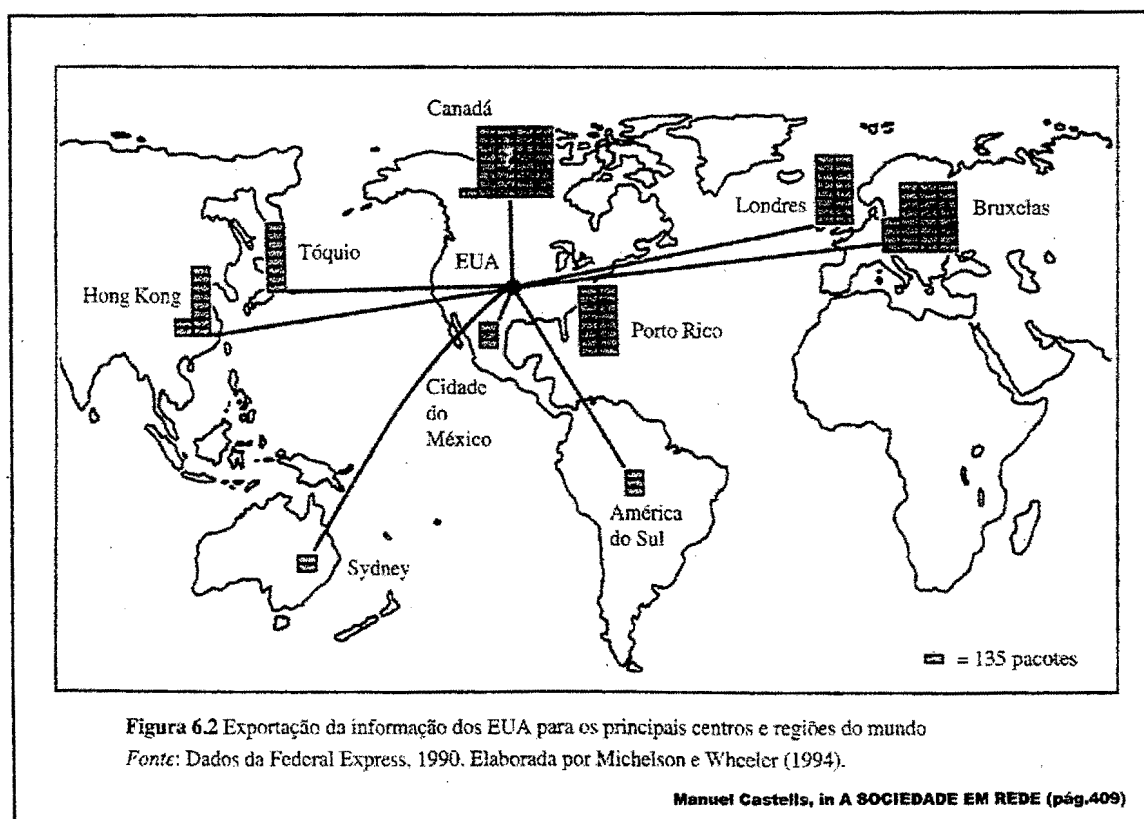 Canadá
Londres
Bruxelas
Tóquio
EUA
Hong Kong
Porto Rico
Cidade
do
México
América
do Sul
Sydney
= 135 pacotes
Figura 6.2 Exportação da informação dos EUA para os principais centros e regiões do mundo
Fonte: Dados da Federal Express, 1990. Elaborada por Michelson e Wheeler (1994).
Manuel Castells, in A SOCIEDADE EM REDE (pág.409)